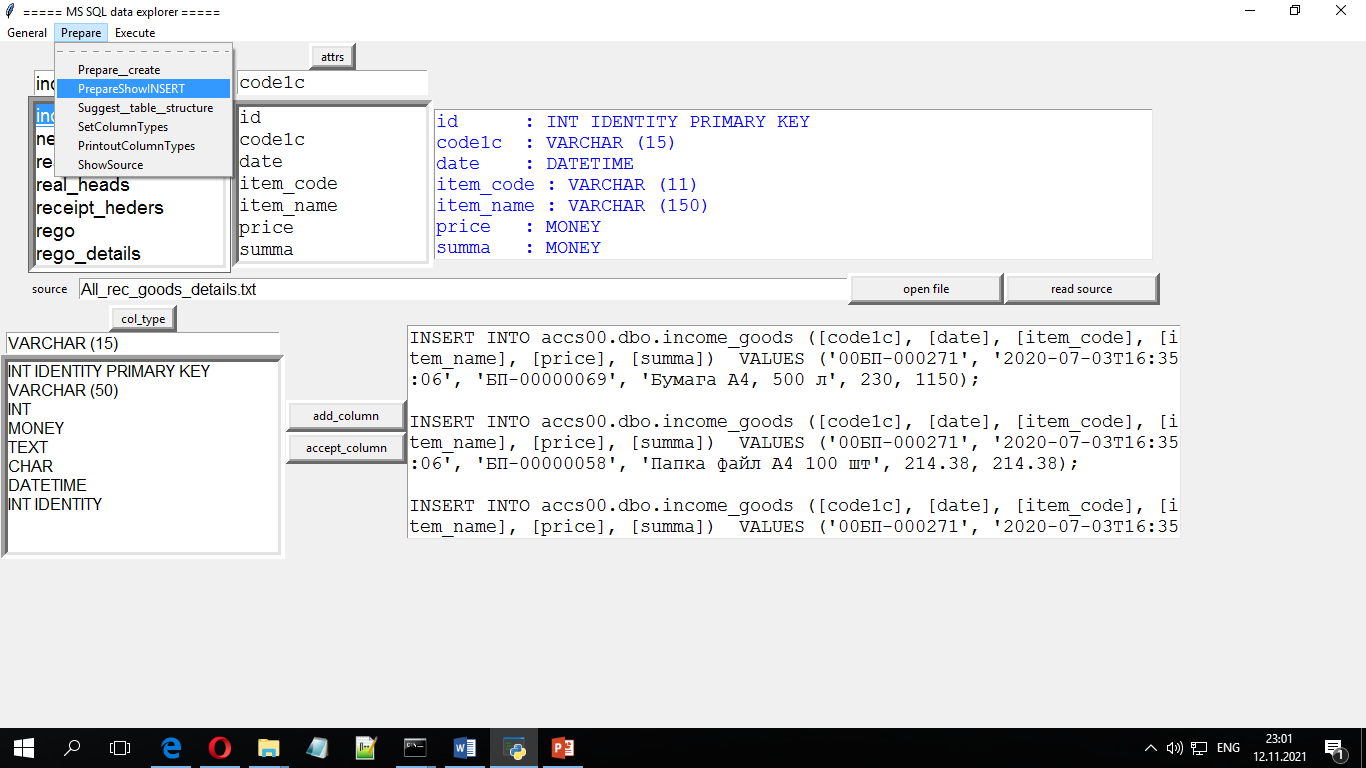 ===== MS SQL data explorer =====
General Prepare Execute
attrs
Prepare__create
PrepareShowINSERT
Suggest__table__structure
SetColumnTypes
PrintoutColumnTypes
ShowSource
code1c
real_heads
receipt_heders
rego
rego_details
id
code1c
date
item_code
item_name
price
summa
id : INT IDENTITY PRIMARY KEY
code1c : VARCHAR (15)
date : DATETIME
item_code : VARCHAR (11)
item_name : VARCHAR (150)
price : MONEY
summa : MONEY
source All_rec_goods_details.txt open file read source
col_type
VARCHAR (15)
INT IDENTITY PRIMARY KEY
VARCHAR (50)
INT
MONEY
TEXT
CHAR
DATETIME
INT IDENTITY
add_column
accept_column
INSERT INTO accs00.dbo.income_goods ([code1c], [date], [item_code], [i
tem_name], [price], [summa]) VALUES ('00БП-000271', '2020-07-03T16:35
:06', 'БП-00000069', 'Бумага А4, 500 л', 230, 1150);
INSERT INTO accs00.dbo.income_goods ([code1c], [date], [item_code], [i
tem_name], [price], [summa]) VALUES ('00БП-000271', '2020-07-03T16:35
:06', 'БП-00000058', 'Папка файл А4 100 шт', 214.38, 214.38);
INSERT INTO accs00.dbo.income_goods ([code1c], [date], [item_code], [i
tem_name], [price], [summa]) VALUES ('00БП-000271', '2020-07-03T16:35
ENG
23:01
12.11.2021
1